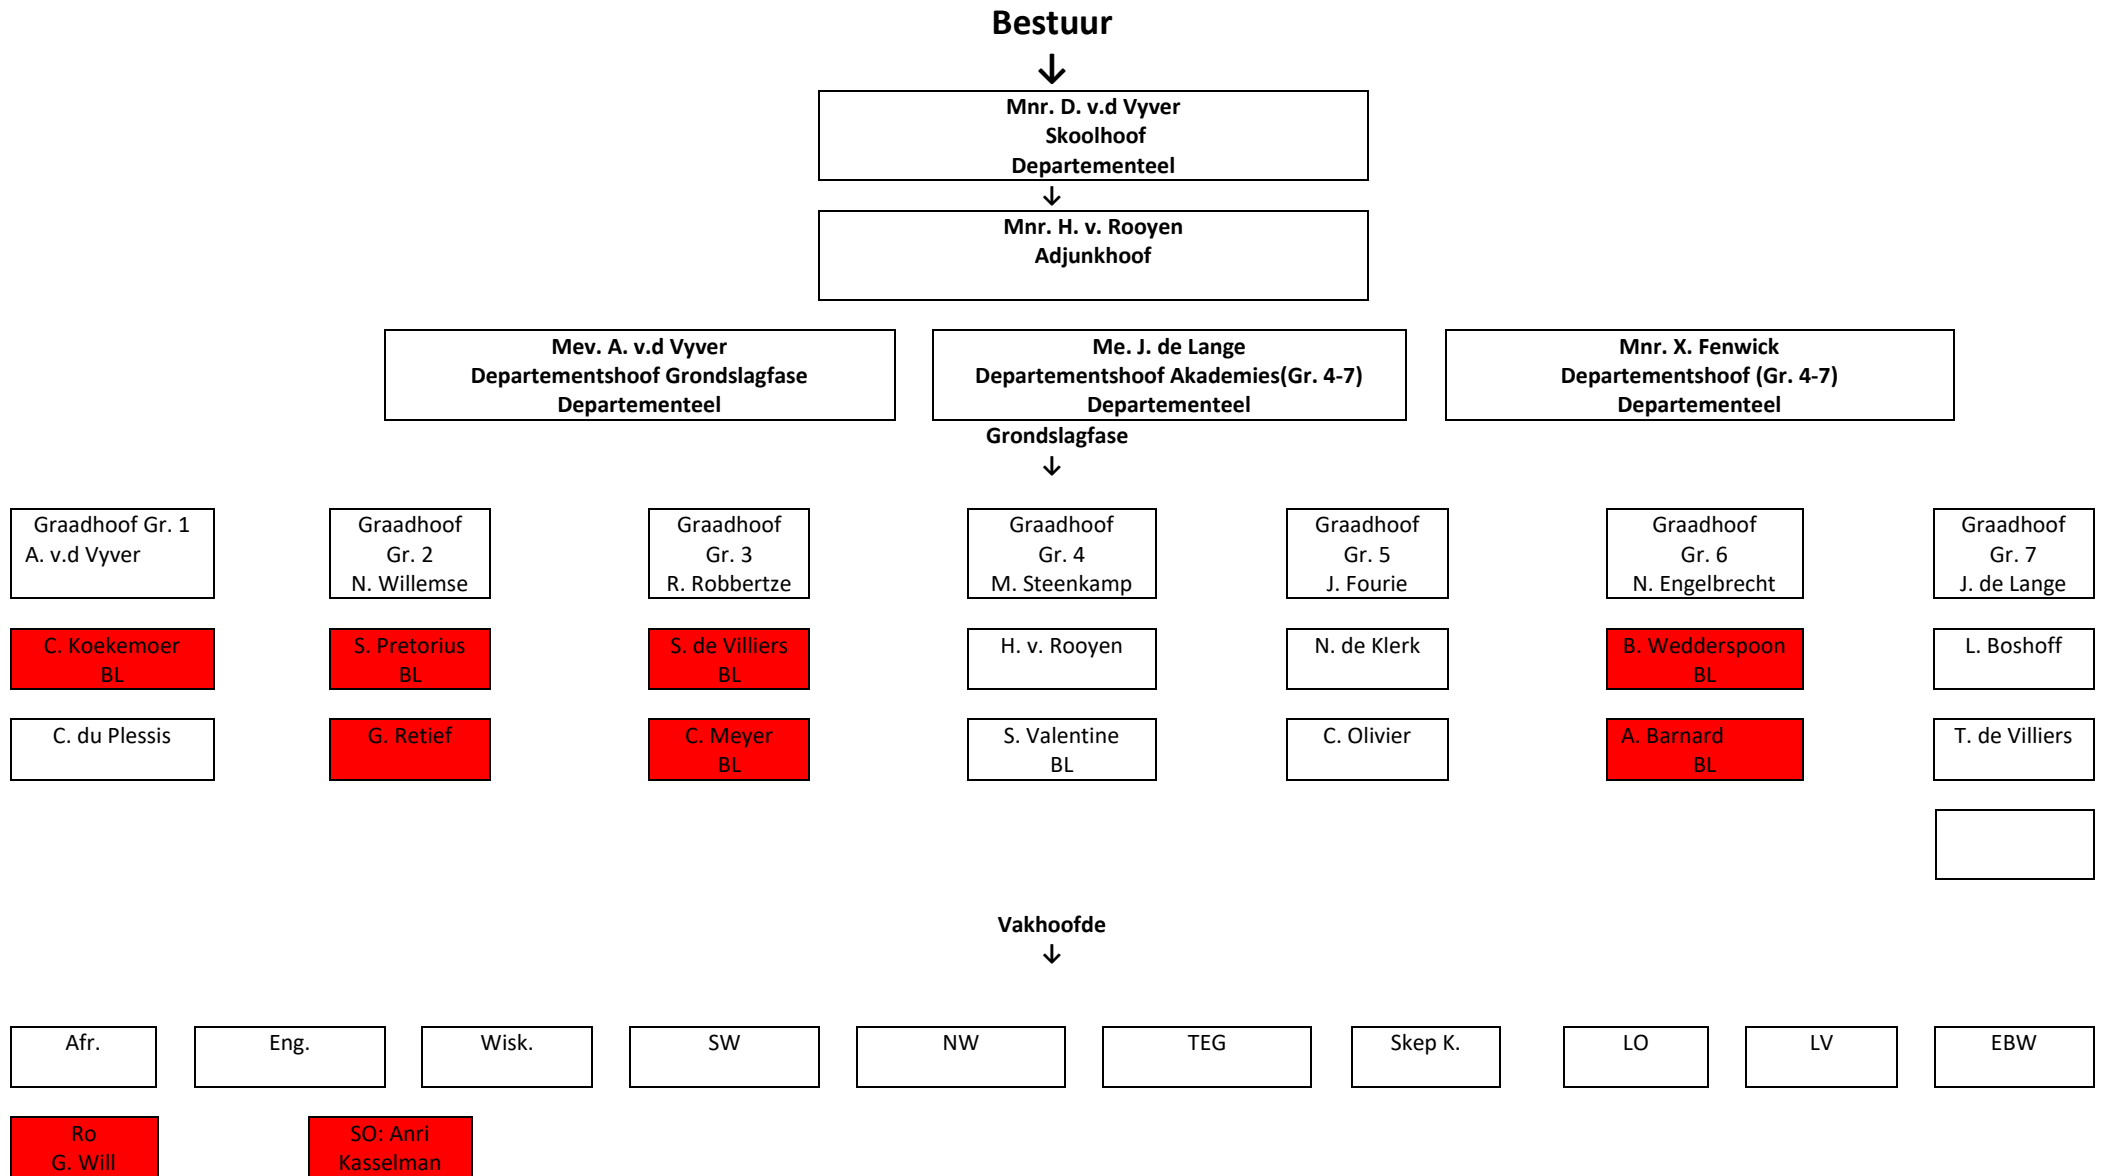 Bestuur
Mnr. D. v.d Vyver
Skoolhoof
Departementeel
Mnr. H. v. Rooyen
Adjunkhoof
Mev. A. v.d Vyver
Departementshoof Grondslagfase
Departementeel
Me. J. de Lange
Departementshoof Akademies(Gr. 4-7)
Departementeel
Mnr. X. Fenwick
Departementshoof (Gr. 4-7)
Departementeel
Grondslagfase
Graadhoof Gr. 1
A. v.d Vyver
Graadhoof
Gr. 2
N. Willemse
Graadhoof
Gr. 3
R. Robbertze
Graadhoof
Gr. 4
M. Steenkamp
Graadhoof
Gr. 5
J. Fourie
Graadhoof
Gr. 6
N. Engelbrecht
Graadhoof
Gr. 7
J. de Lange
C. Koekemoer
BL
S. Pretorius
BL
S. de Villiers
BL
H. v. Rooyen
N. de Klerk
B. Wedderspoon
BL
L. Boshoff
C. du Plessis
G. Retief
C. Meyer
BL
S. Valentine
BL
C. Olivier
A. Barnard
BL
T. de Villiers
Vakhoofde
Afr.
Eng.
Wisk.
SW
NW
TEG
Skep K.
LO
LV
EBW
Ro
G. Will
SO: Anri
Kasselman